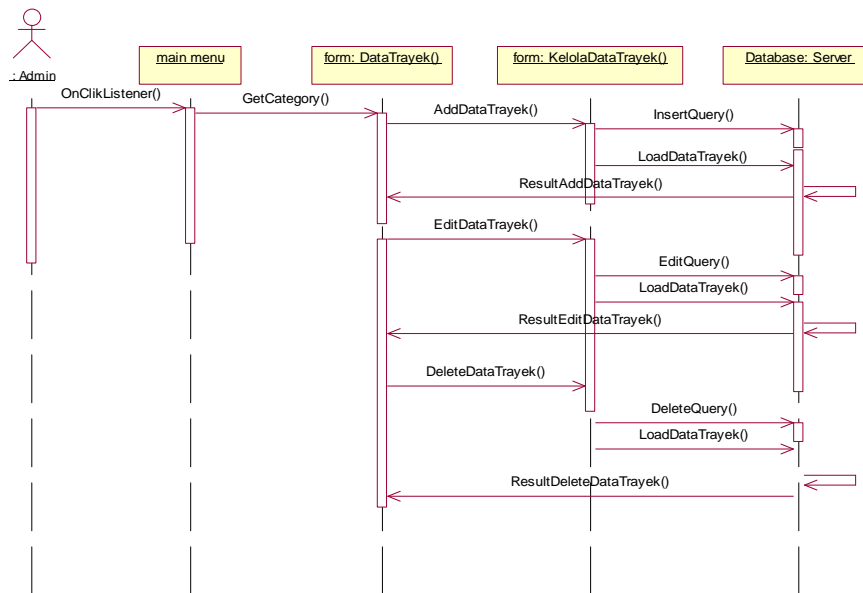 : Admin
main menu
form: DataTrayek()
form: KelolaDataTrayek()
Database: Server
OnClikListener()
GetCategory()
AddDataTrayek()
InsertQuery()
LoadDataTrayek()
ResultAddDataTrayek()
EditDataTrayek()
EditQuery()
LoadDataTrayek()
ResultEditDataTrayek()
DeleteDataTrayek()
DeleteQuery()
LoadDataTrayek()
ResultDeleteDataTrayek()